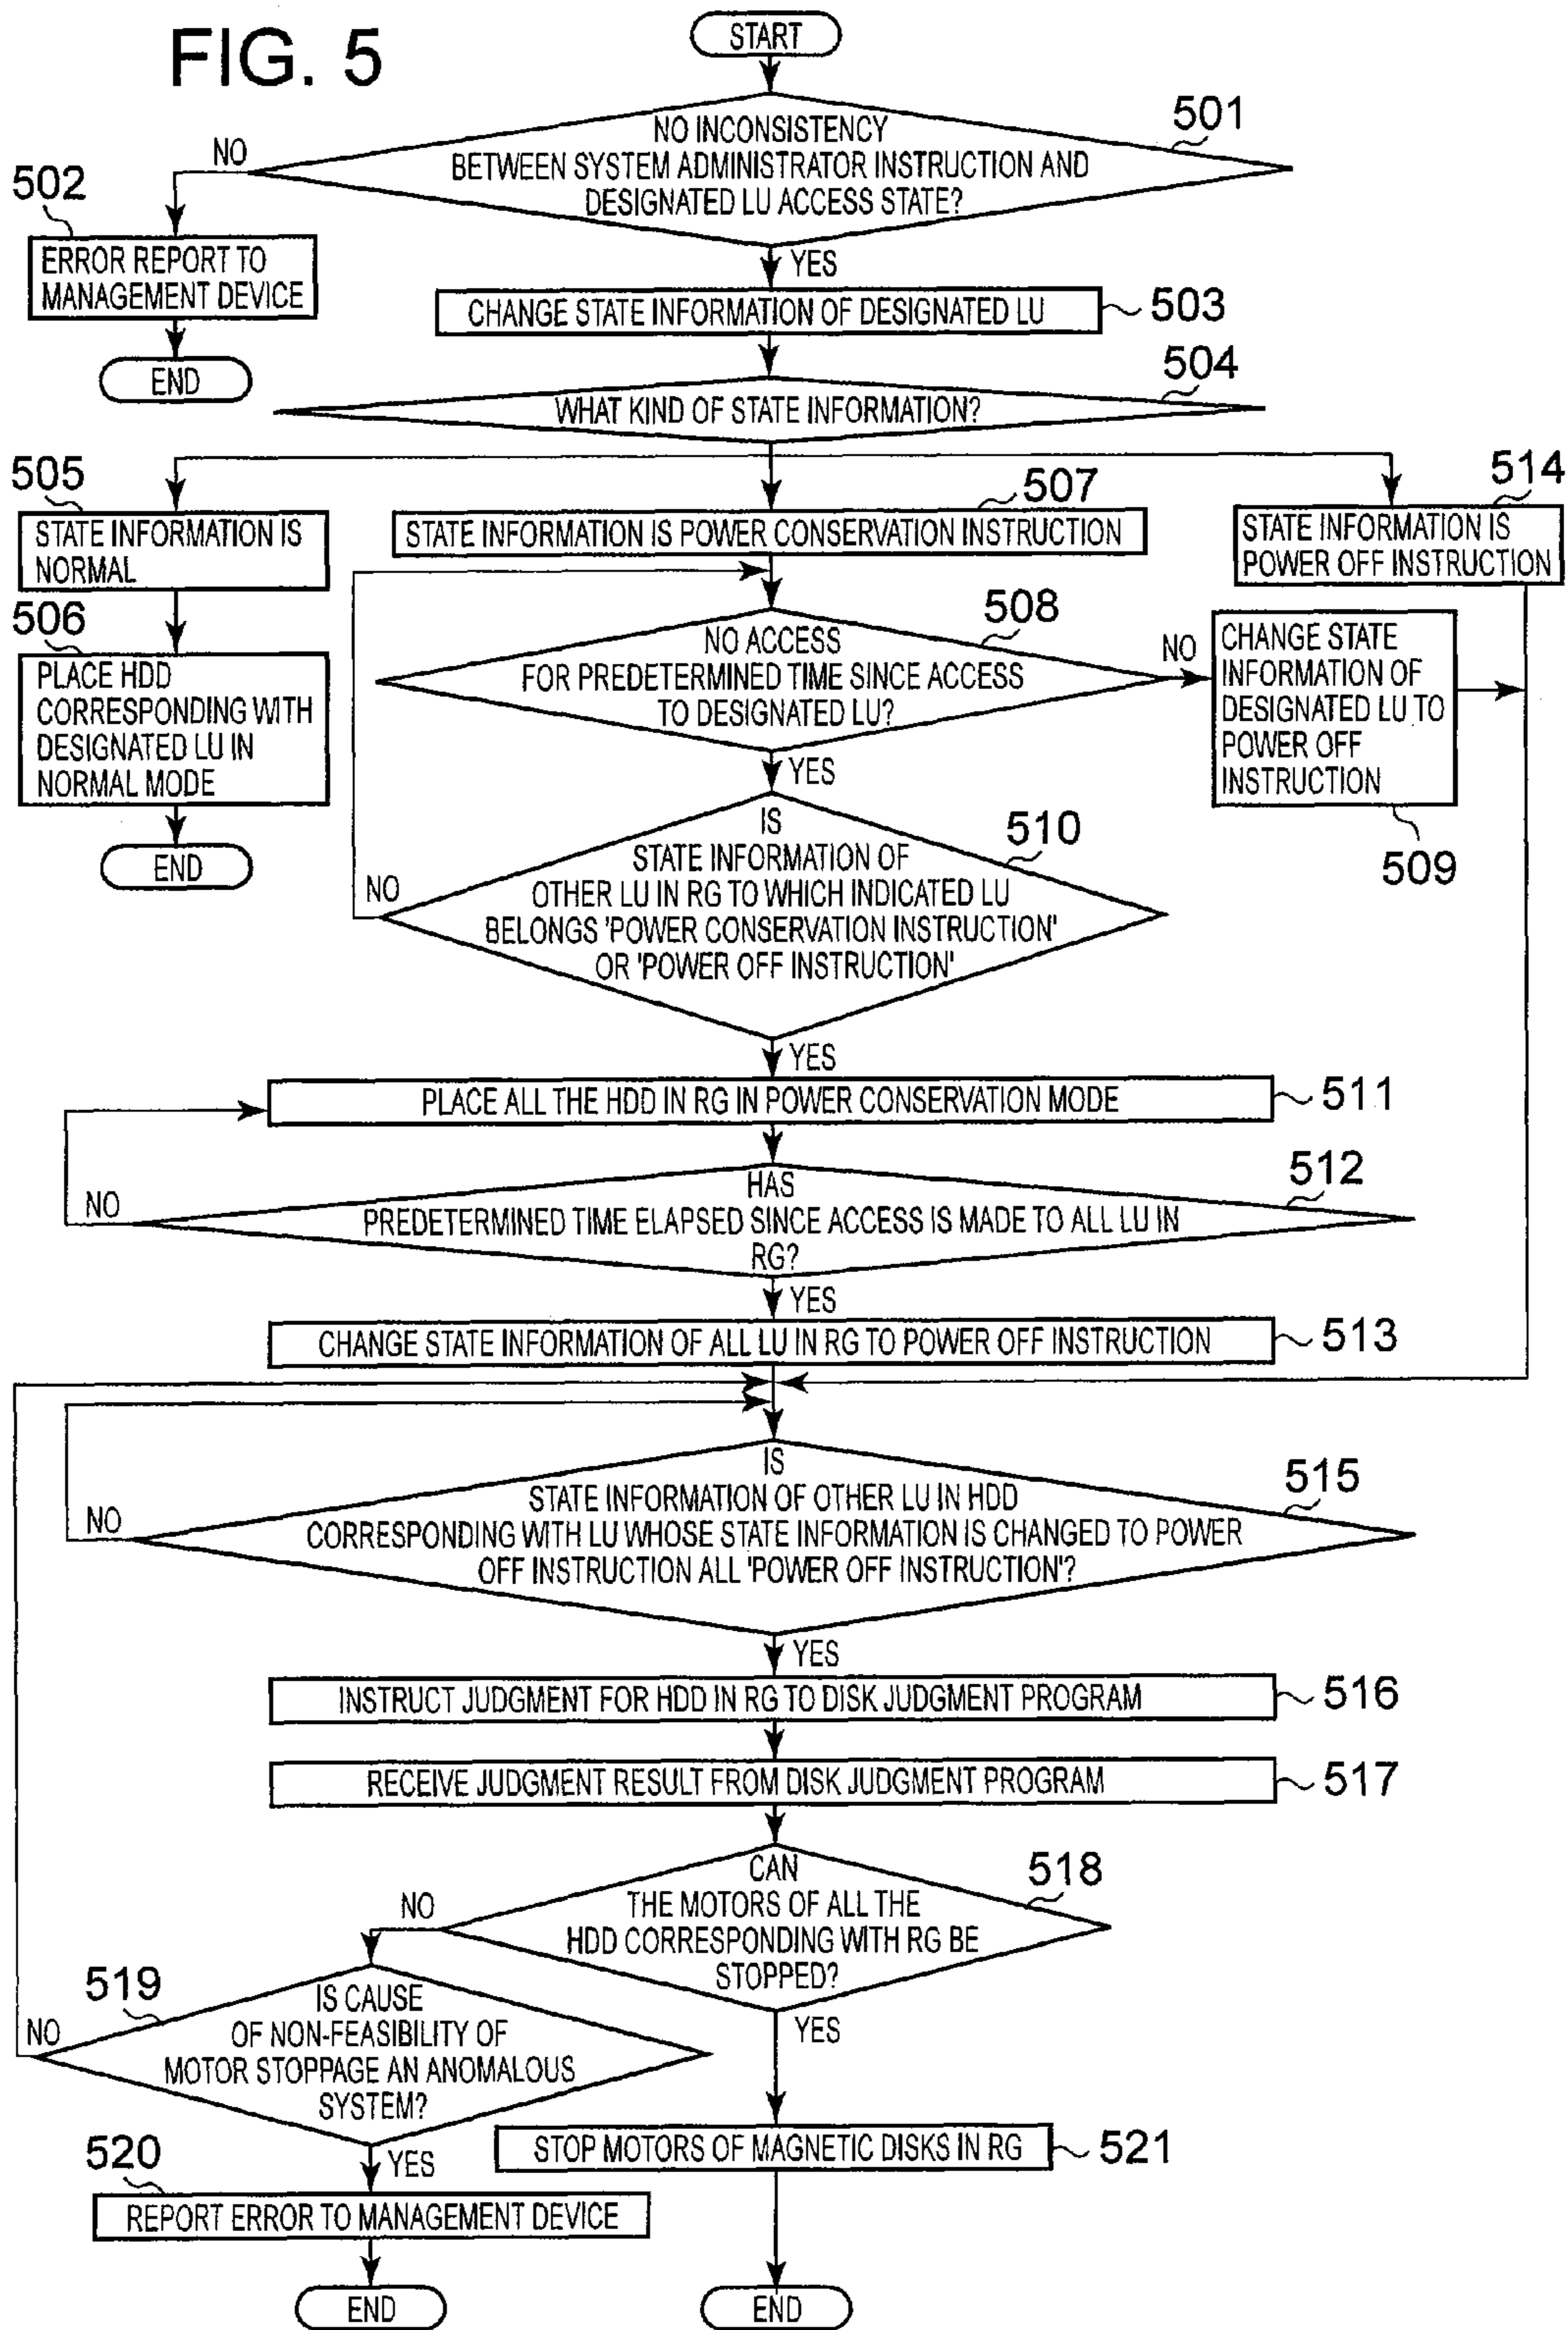 FIG. 5
START
501
NO INCONSISTENCY
BETWEEN SYSTEM ADMINISTRATOR INSTRUCTION AND
DESIGNATED LU ACCESS STATE?
NO
502
ERROR REPORT TO
MANAGEMENT DEVICE
END
YES
CHANGE STATE INFORMATION OF DESIGNATED LU
503
504
WHAT KIND OF STATE INFORMATION?
505
STATE INFORMATION IS
NORMAL
506
PLACE HDD
CORRESPONDING WITH
DESIGNATED LU IN
NORMAL MODE
END
507
STATE INFORMATION IS POWER CONSERVATION INSTRUCTION
514
STATE INFORMATION IS
POWER OFF INSTRUCTION
508
NO ACCESS
FOR PREDETERMINED TIME SINCE ACCESS
TO DESIGNATED LU?
NO
CHANGE STATE
INFORMATION OF
DESIGNATED LU TO
POWER OFF
INSTRUCTION
509
YES
510
IS
STATE INFORMATION OF
OTHER LU IN RG TO WHICH INDICATED LU
BELONGS 'POWER CONSERVATION INSTRUCTION'
OR 'POWER OFF INSTRUCTION'
NO
YES
PLACE ALL THE HDD IN RG IN POWER CONSERVATION MODE
511
512
HAS
PREDETERMINED TIME ELAPSED SINCE ACCESS IS MADE TO ALL LU IN
RG?
NO
YES
CHANGE STATE INFORMATION OF ALL LU IN RG TO POWER OFF INSTRUCTION
513
515
IS
STATE INFORMATION OF OTHER LU IN HDD
CORRESPONDING WITH LU WHOSE STATE INFORMATION IS CHANGED TO POWER
OFF INSTRUCTION ALL 'POWER OFF INSTRUCTION'?
NO
YES
INSTRUCT JUDGMENT FOR HDD IN RG TO DISK JUDGMENT PROGRAM
516
RECEIVE JUDGMENT RESULT FROM DISK JUDGMENT PROGRAM
517
518
CAN
THE MOTORS OF ALL THE
HDD CORRESPONDING WITH RG BE
STOPPED?
NO
YES
519
IS CAUSE
OF NON-FEASIBILITY OF
MOTOR STOPPAGE AN ANOMALOUS
SYSTEM?
NO
YES
520
REPORT ERROR TO MANAGEMENT DEVICE
END
STOP MOTORS OF MAGNETIC DISKS IN RG
521
END